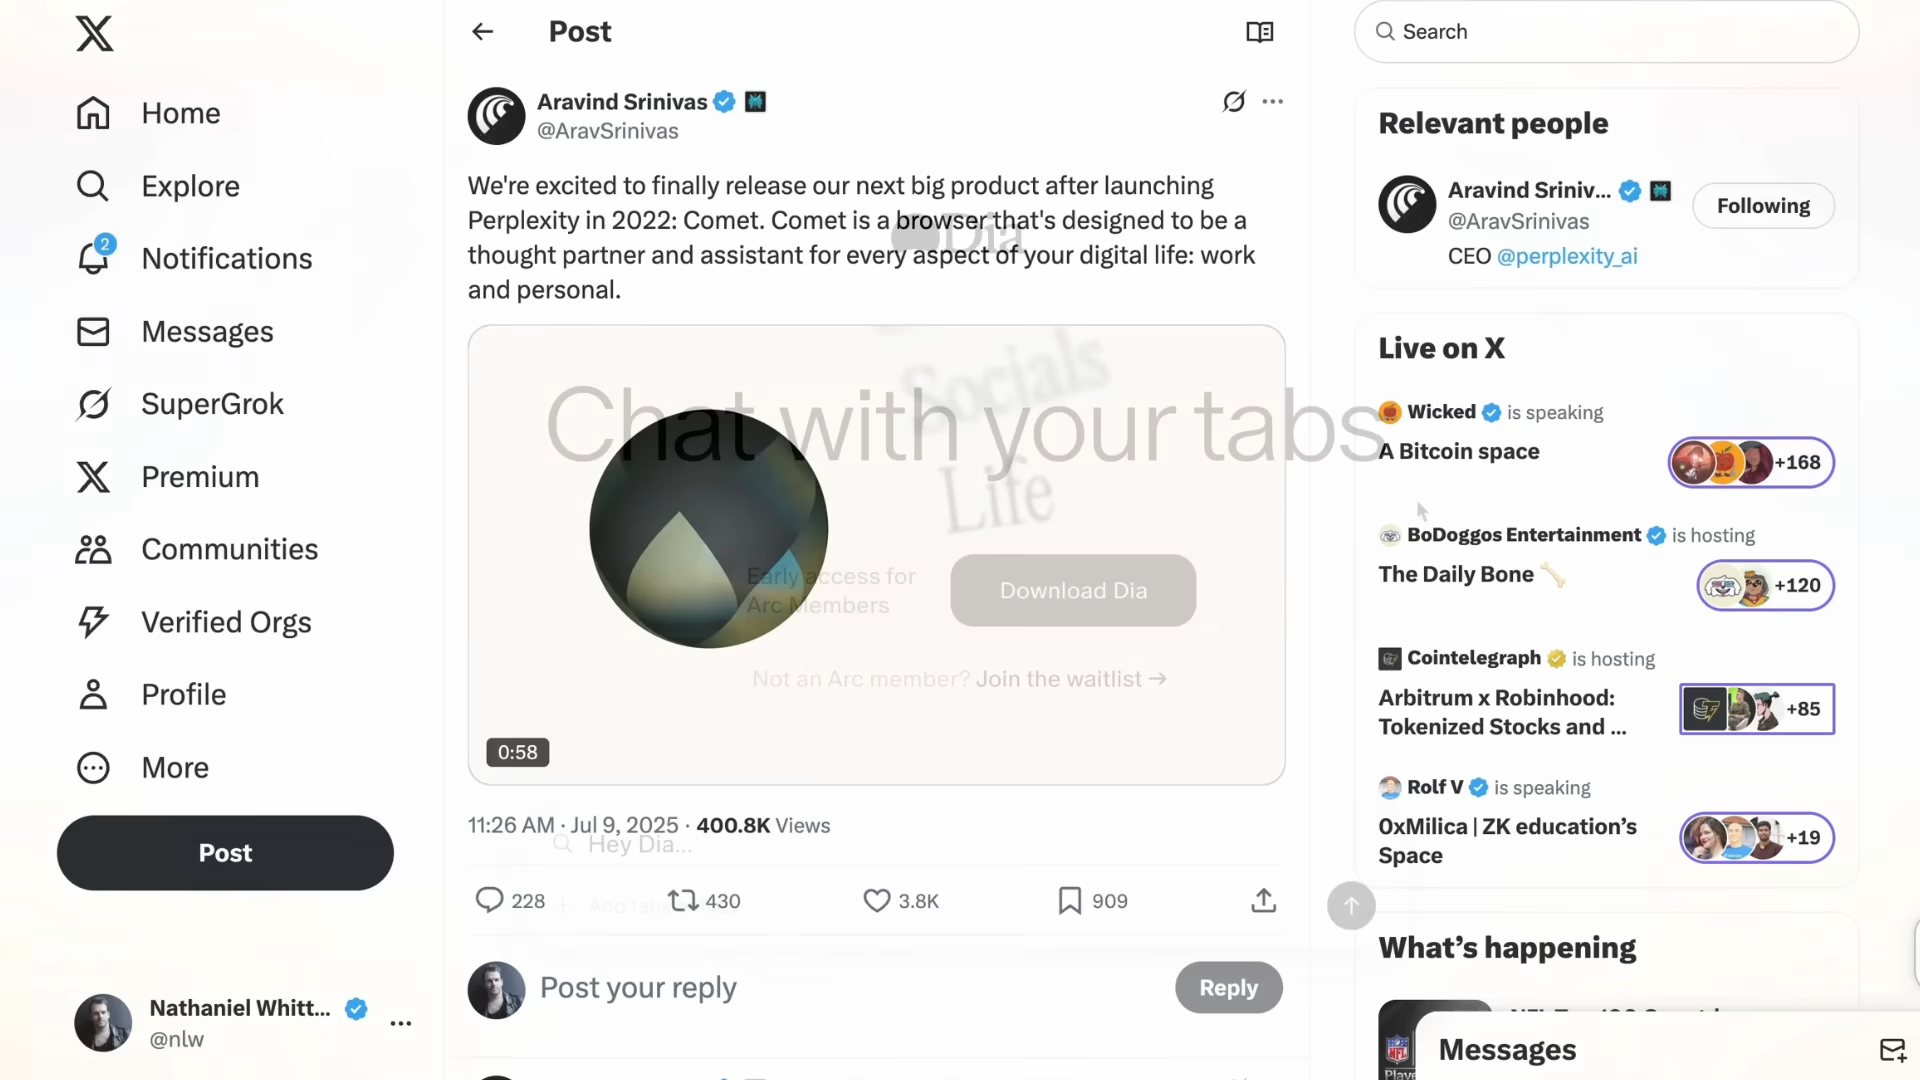 Home
Explore
2
Notifications
Messages
SuperGrok
Premium
Communities
Verified Orgs
Profile
More
Post
Nathaniel Whitt...
@nlw
Post
Aravind Srinivas
@AravSrinivas
We're excited to finally release our next big product after launching
Perplexity in 2022: Comet. Comet is a browser that's designed to be a
thought partner and assistant for every aspect of your digital life: work
and personal.
Dia
Socials
Life
Chat with your tabs
Early access for
Arc Members
Download Dia
Not an Arc member? Join the waitlist →
0:58
11:26 AM · Jul 9, 2025 · 400.8K Views
Hey Dia...
228
430
3.8K
909
Post your reply
Reply
Search
Relevant people
Aravind Sriniv...
@AravSrinivas
CEO @perplexity_ai
Following
Live on X
Wicked is speaking
A Bitcoin space
+168
BoDoggos Entertainment is hosting
The Daily Bone
+120
Cointelegraph is hosting
Arbitrum x Robinhood:
Tokenized Stocks and ...
+85
Rolf V is speaking
0xMilica | ZK education's
Space
+19
What's happening
NFL
Messages